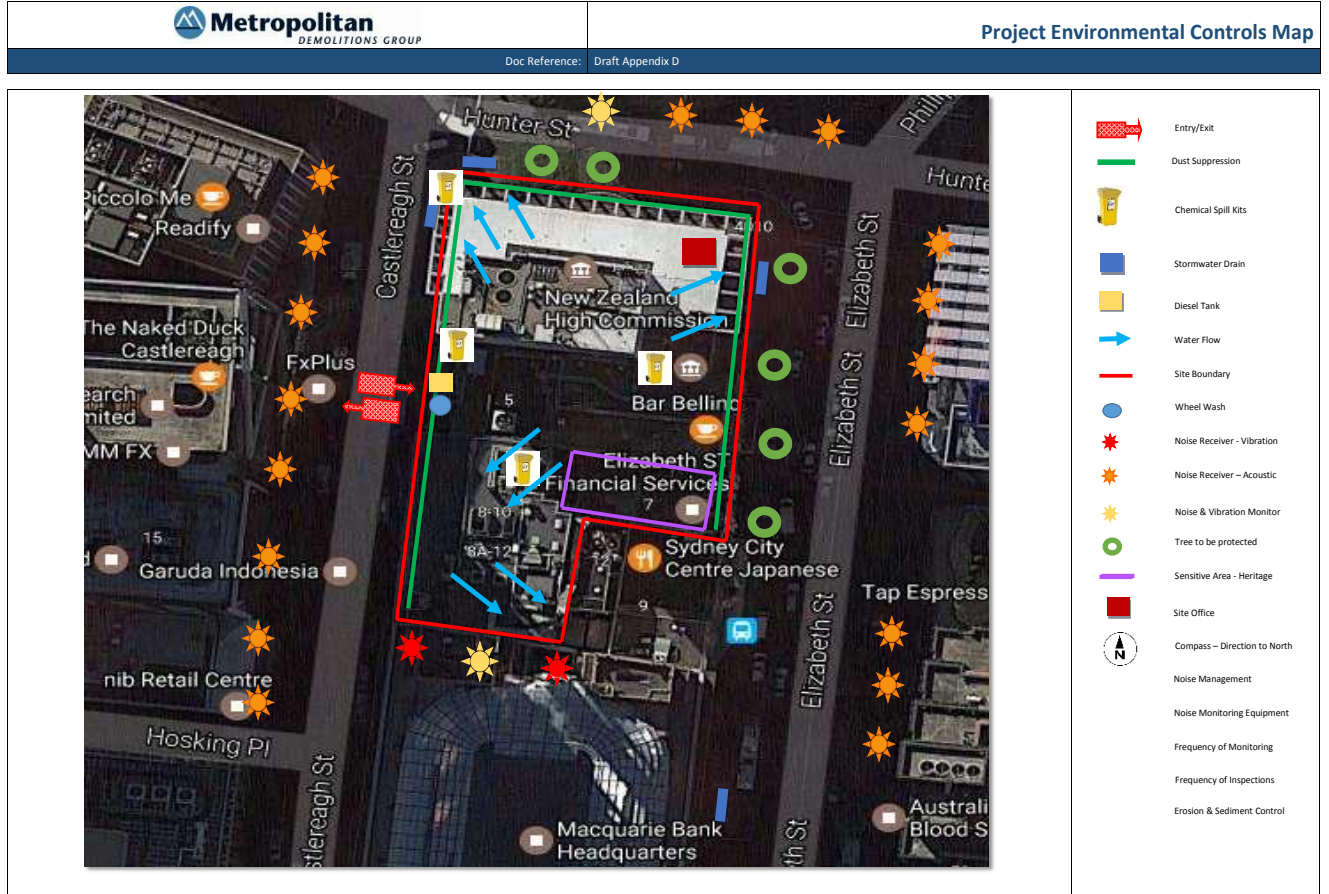 Metropolitan
DEMOLITIONS GROUP
Project Environmental Controls Map
Doc Reference: Draft Appendix D
Hunter St
Phill
Hunte
Castlereagh St
Piccolo Me
Readify
4010
Elizabeth St
New Zealand
High Commission
The Naked Duck
Castlereagh
FxPlus
earch
mited
MM FX
5
Bar Bellino
Elizabeth St
Elizabeth ST
Financial Services
7
8-10
8A-12
15
d
Garuda Indonesia
Sydney City
Centre Japanese
9
Tap Espress
nib Retail Centre
Elizabeth St
Hosking Pl
stlereagh St
Macquarie Bank
Headquarters
th St
Australi
Blood S
Entry/Exit
Dust Suppression
Chemical Spill Kits
Stormwater Drain
Diesel Tank
Water Flow
Site Boundary
Wheel Wash
Noise Receiver - Vibration
Noise Receiver – Acoustic
Noise & Vibration Monitor
Tree to be protected
Sensitive Area - Heritage
Site Office
N
Compass – Direction to North
Noise Management
Noise Monitoring Equipment
Frequency of Monitoring
Frequency of Inspections
Erosion & Sediment Control